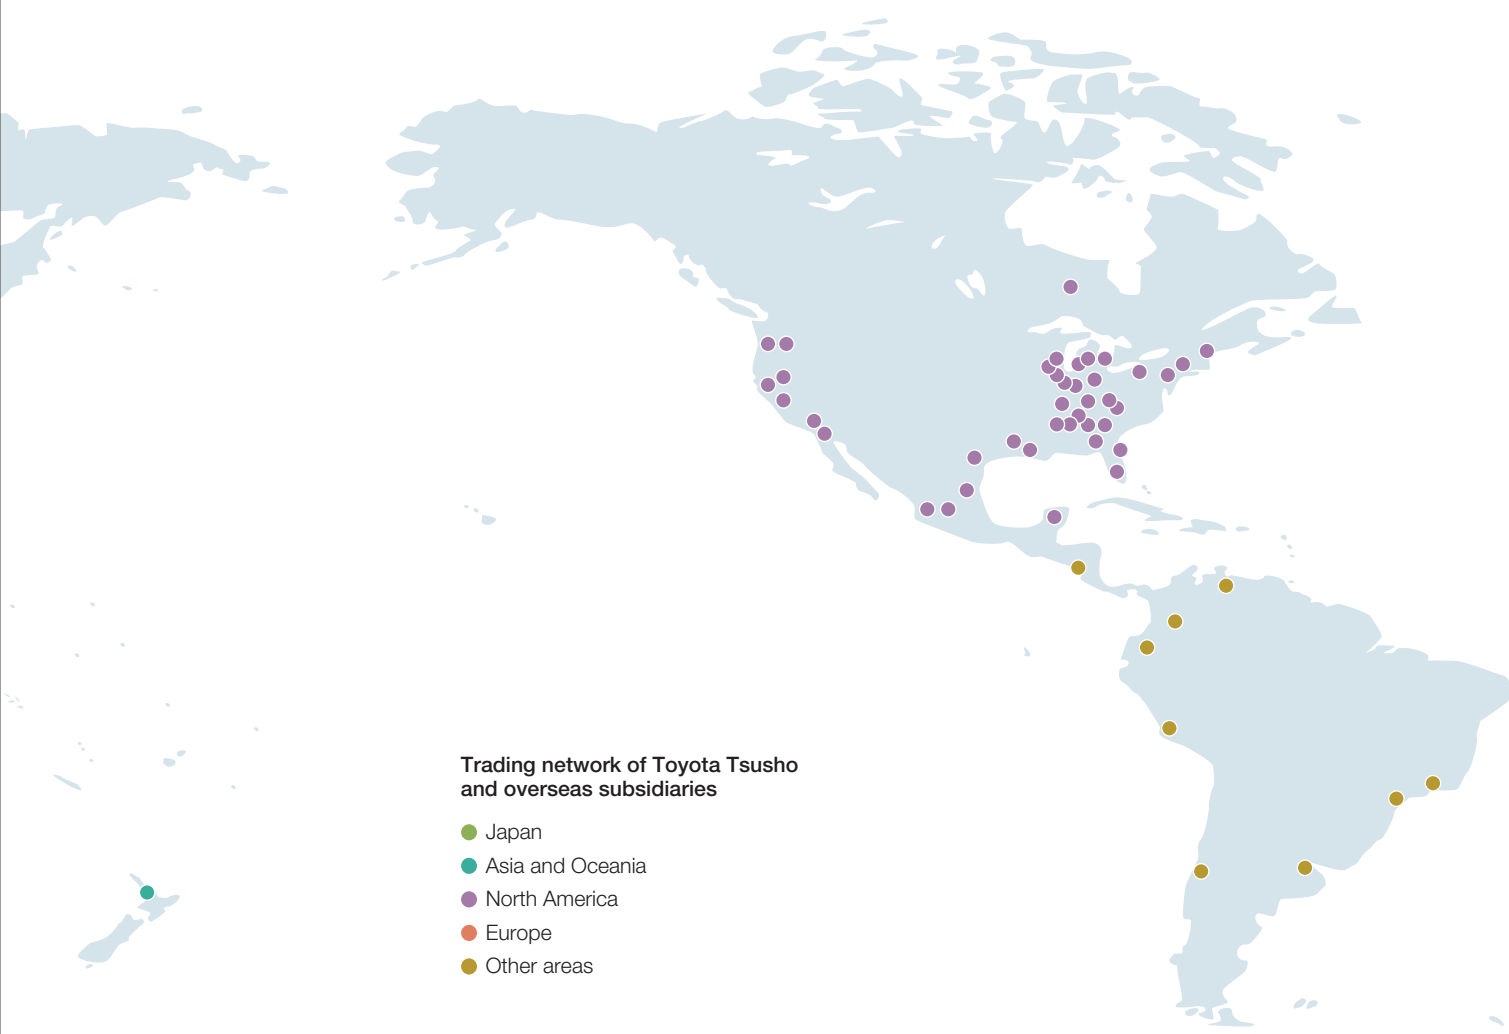 Trading network of Toyota Tsusho
and overseas subsidiaries
Japan
Asia and Oceania
North America
Europe
Other areas